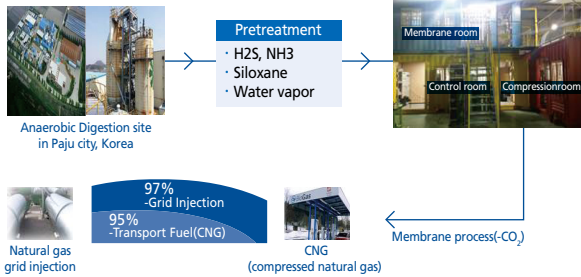 Pretreatment
· H2S, NH3
· Siloxane
· Water vapor
Membrane room
Control room
Compressionroom
Anaerobic Digestion site
in Paju city, Korea
97%
-Grid Injection
95%
-Transport Fuel(CNG)
Natural gas
grid injection
CNG
(compressed natural gas)
Membrane process(-CO2)